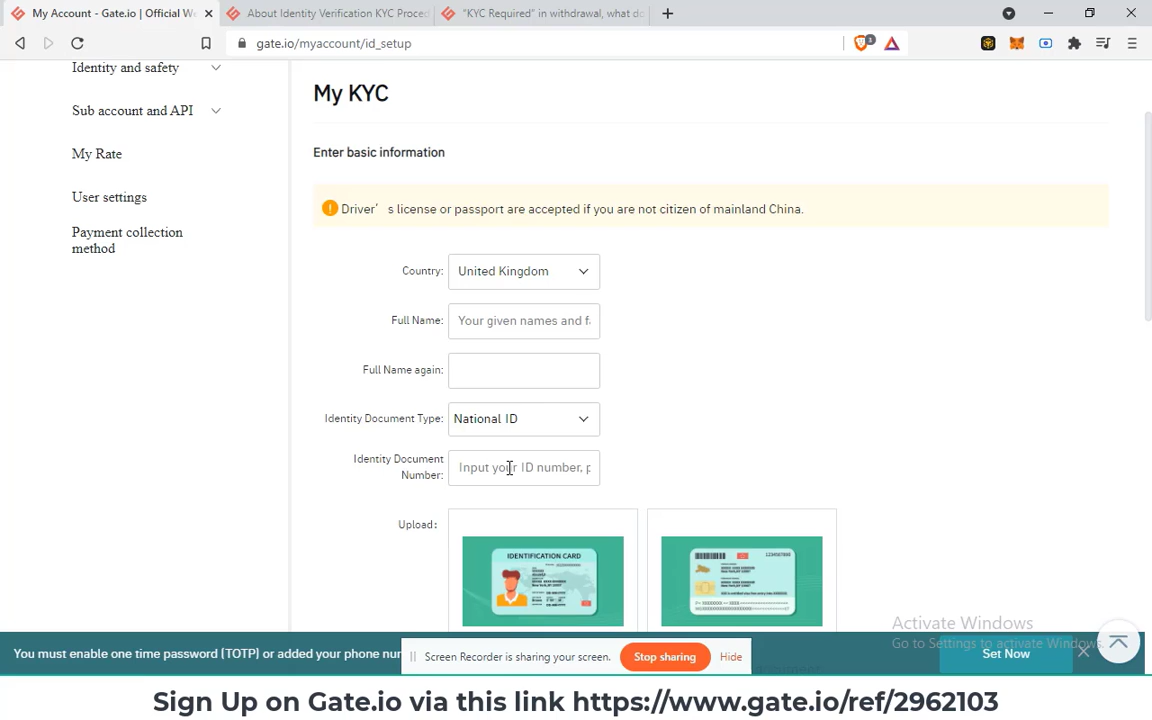 My Account - Gate.io | Official We
About Identity Verification KYC Proced
"KYC Required" in withdrawal, what do
gate.io/myaccount/id_setup
3
Identity and safety
Sub account and API
My Rate
User settings
Payment collection
method
My KYC
Enter basic information
Driver's license or passport are accepted if you are not citizen of mainland China.
Country:
United Kingdom
Full Name:
Your given names and fa
Full Name again:
Identity Document Type:
National ID
Identity Document
Number:
Input your ID number, p
Upload:
IDENTIFICATION CARD
Activate Windows
Go to Settings to activate Windows.
You must enable one time password (TOTP) or added your phone nur
Screen Recorder is sharing your screen.
Stop sharing
Hide
Set Now
Sign Up on Gate.io via this link https://www.gate.io/ref/2962103